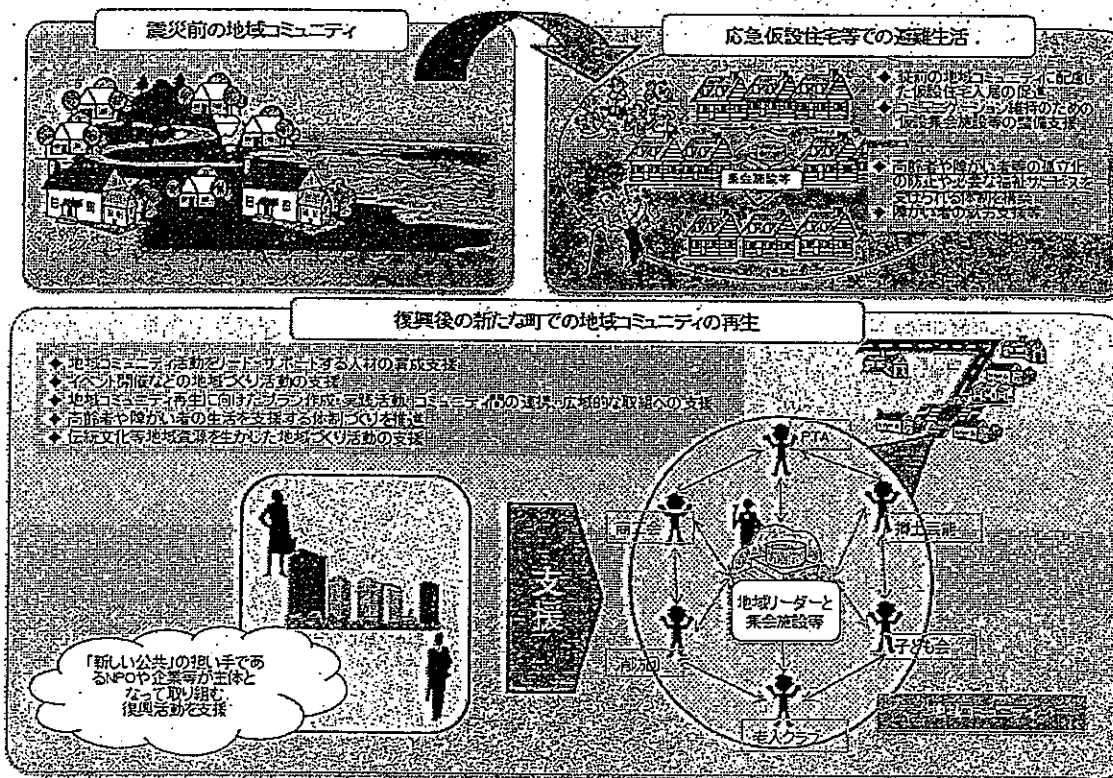 震災前の地域コミュニティ
応急仮設住宅等での避難生活
◆ 従前の地域コミュニティに配慮し
た仮設住宅入居の促進
◆ コミュニケーション維持のための
仮設集会施設等の整備支援
◆ 高齢者や障がい者等の孤立化
の防止や必要な福祉サービスを
受けられる体制を構築
◆ 障がい者の就労支援等
集会施設等
復興後の新たな町での地域コミュニティの再生
◆ 地域コミュニティ活動をリード・サポートする人材の育成支援
◆ イベント開催などの地域づくり活動の支援
◆ 地域コミュニティ再生に向けたプラン作成、実践活動、コミュニティ間の連携、広域的な取組への支援
◆ 高齢者や障がい者の生活を支援する体制づくりを推進
◆ 伝統文化等地域資源を生かした地域づくり活動の支援
PTA
商工会
郷土芸能
支援
地域リーダーと
集会施設等
消防団
子ども会
老人クラブ
「新しい公共」の担い手であ
るNPOや企業等が主体と
なって取り組む
復興活動を支援